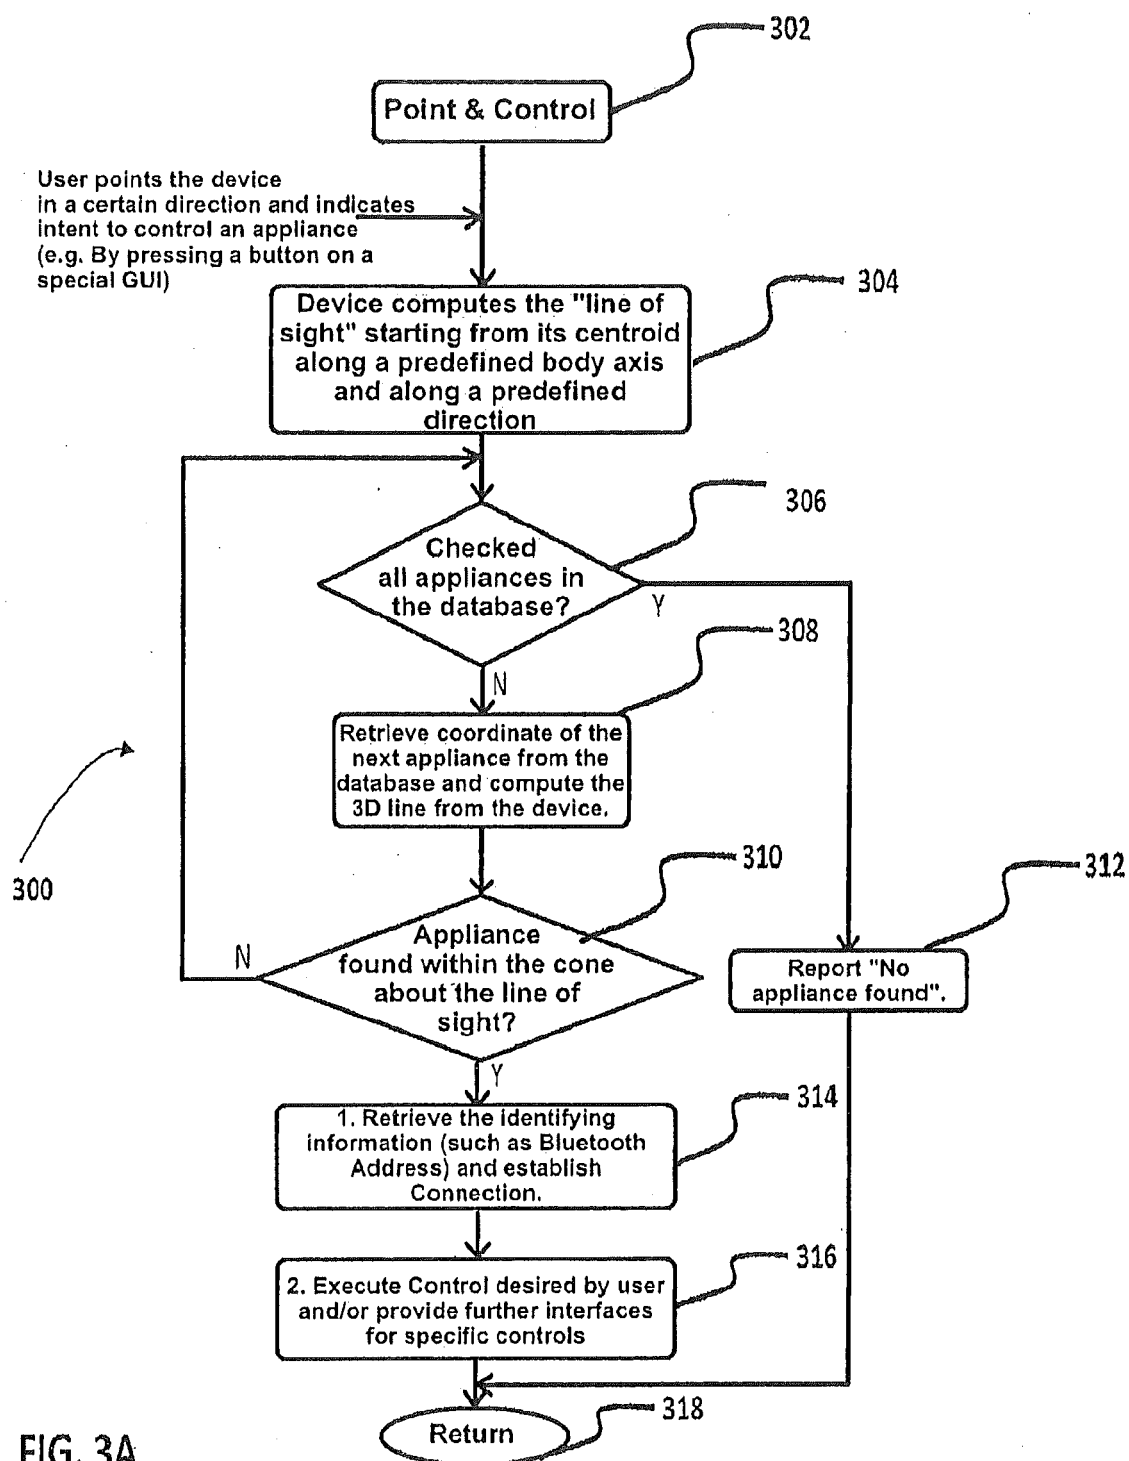 302
Point & Control
User points the device
in a certain direction and indicates
intent to control an appliance
(e.g. By pressing a button on a
special GUI)
304
Device computes the "line of
sight" starting from its centroid
along a predefined body axis
and along a predefined
direction
306
Checked
all appliances in
the database?
Y
308
N
Retrieve coordinate of the
next appliance from the
database and compute the
3D line from the device.
300
310
312
Appliance
found within the cone
about the line of
sight?
N
Report "No
appliance found".
Y
314
1. Retrieve the identifying
information (such as Bluetooth
Address) and establish
Connection.
316
2. Execute Control desired by user
and/or provide further interfaces
for specific controls
318
Return
FIG. 3A